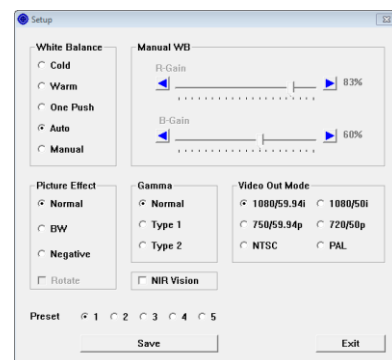 Setup
White Balance
Cold
Warm
One Push
Auto
Manual
Manual WB
R-Gain
83%
B-Gain
60%
Picture Effect
Normal
BW
Negative
Rotate
Gamma
Normal
Type 1
Type 2
NIR Vision
Video Out Mode
1080/59.94i 1080/50i
750/59.94p 720/50p
NTSC PAL
Preset 1 2 3 4 5
Save Exit